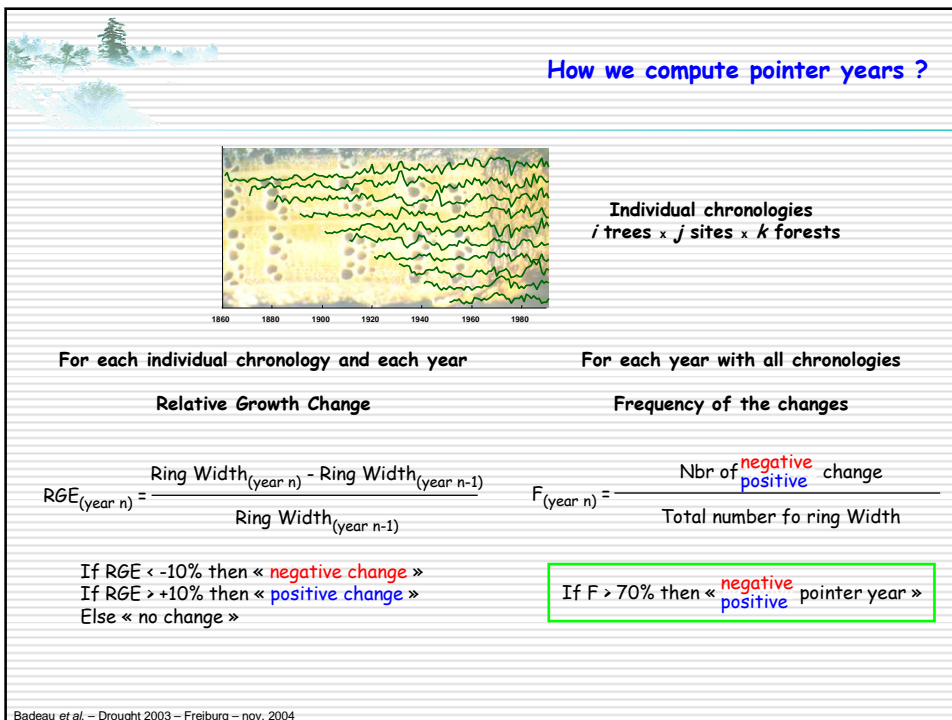 How we compute pointer years ?
1860 1880 1900 1920 1940 1960 1980
Individual chronologies
i trees x j sites x k forests
For each individual chronology and each year
Relative Growth Change
RGE(year n) = Ring Width(year n) - Ring Width(year n-1)
Ring Width(year n-1)
If RGE < -10% then « negative change »
If RGE > +10% then « positive change »
Else « no change »
For each year with all chronologies
Frequency of the changes
F(year n) = Nbr of negative positive change
Total number fo ring Width
If F > 70% then « negative positive pointer year »
Badeau et al. – Drought 2003 – Freiburg – nov. 2004